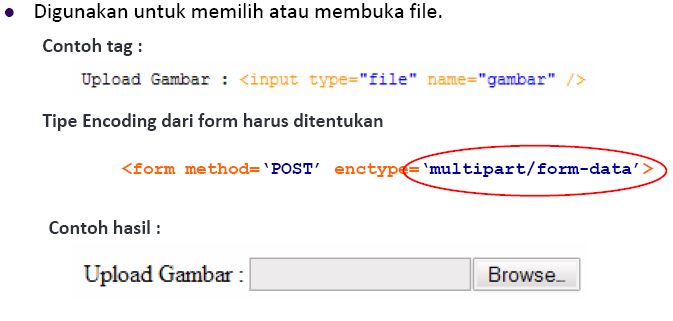 • Digunakan untuk memilih atau membuka file.
Contoh tag :
Upload Gambar : <input type="file" name="gambar" />
Tipe Encoding dari form harus ditentukan
<form method=‘POST’ enctype=‘multipart/form-data’>
Contoh hasil :
Upload Gambar : Browse…